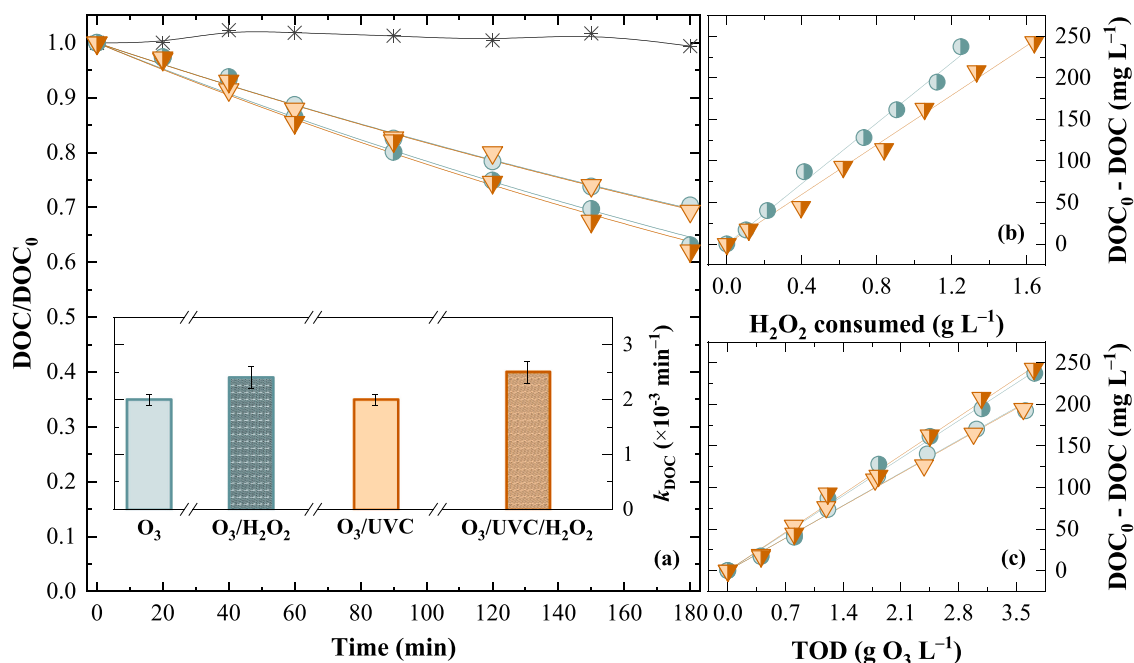 1.0
0.9
0.8
0.7
0.6
0.5
0.4
0.3
0.2
0.1
0.0
DOC/DOC₀
0 20 40 60 80 100 120 140 160 180
Time (min)
3
2
1
0
k_DOC (×10⁻³ min⁻¹)
O₃ O₃/H₂O₂ O₃/UVC O₃/UVC/H₂O₂
(a)
250
200
150
100
50
0
DOC₀ - DOC (mg L⁻¹)
(b)
0.0 0.4 0.8 1.2 1.6
H₂O₂ consumed (g L⁻¹)
250
200
150
100
50
0
DOC₀ - DOC (mg L⁻¹)
(c)
0.0 0.7 1.4 2.1 2.8 3.5
TOD (g O₃ L⁻¹)